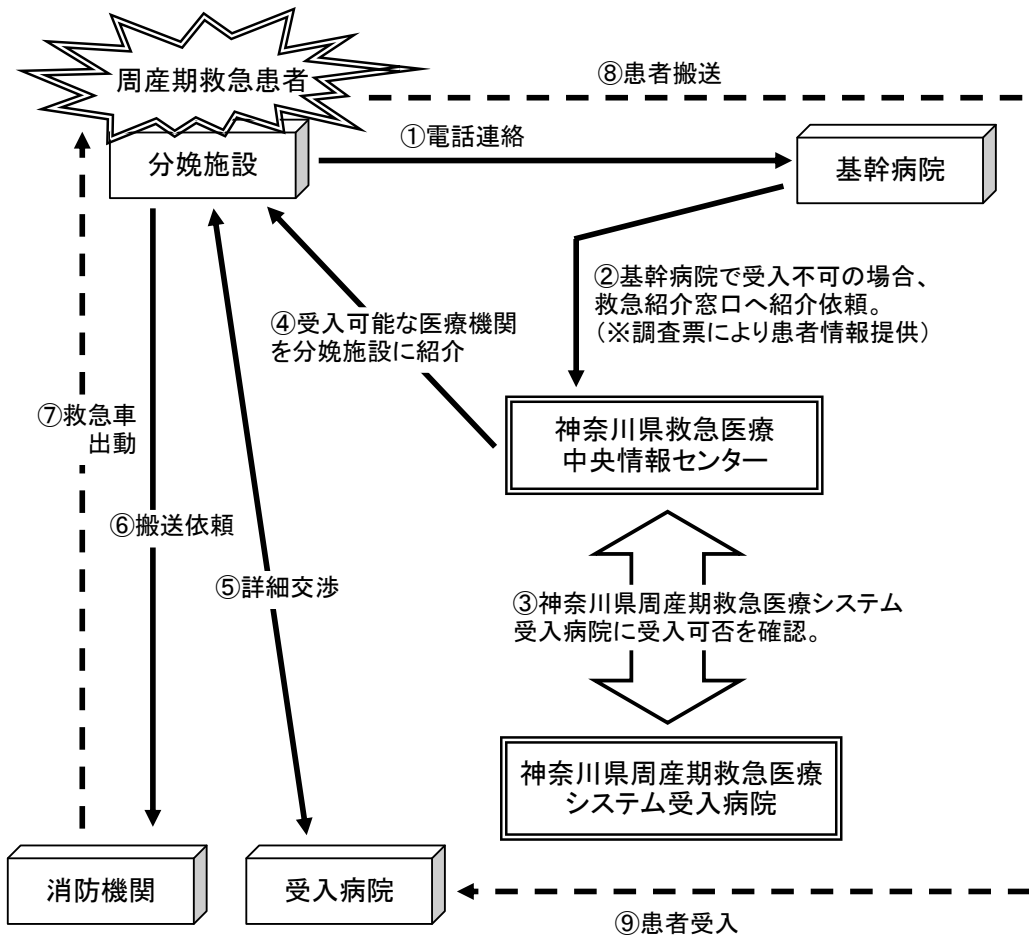 周産期救急患者
⑧患者搬送
①電話連絡
分娩施設
基幹病院
②基幹病院で受入不可の場合、
救急紹介窓口へ紹介依頼。
(※調査票により患者情報提供)
④受入可能な医療機関
を分娩施設に紹介
⑦救急車
出動
神奈川県救急医療
中央情報センター
⑥搬送依頼
⑤詳細交渉
③神奈川県周産期救急医療システム
受入病院に受入可否を確認。
神奈川県周産期救急医療
システム受入病院
消防機関
受入病院
⑨患者受入